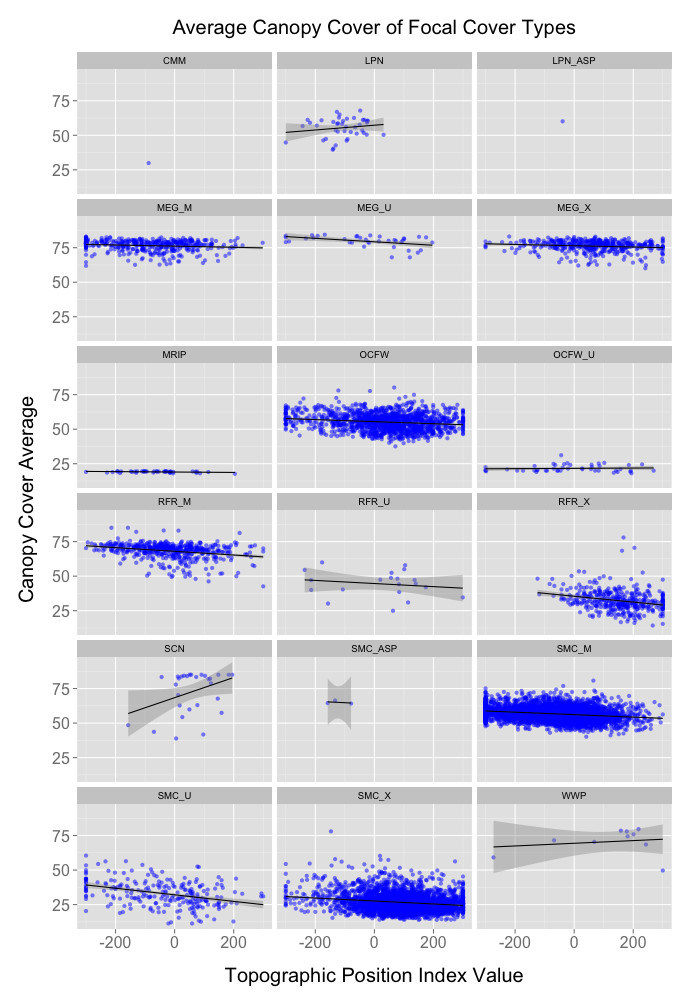 Average Canopy Cover of Focal Cover Types
CMM LPN LPN_ASP
75
50
25
MEG_M MEG_U MEG_X
75
50
25
MRIP OCFW OCFW_U
75
50
25
RFR_M RFR_U RFR_X
75
50
25
SCN SMC_ASP SMC_M
75
50
25
SMC_U SMC_X WWP
75
50
25
-200 0 200 -200 0 200 -200 0 200
Canopy Cover Average
Topographic Position Index Value